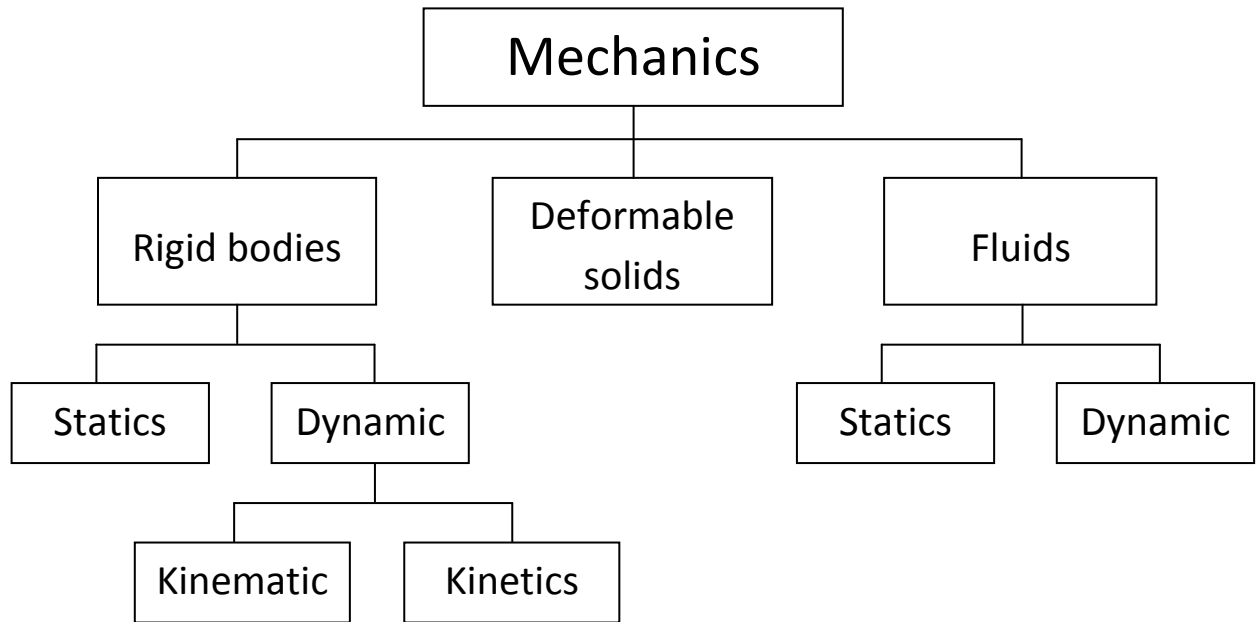 Mechanics
Rigid bodies
Deformable
solids
Fluids
Statics
Dynamic
Statics
Dynamic
Kinematic
Kinetics